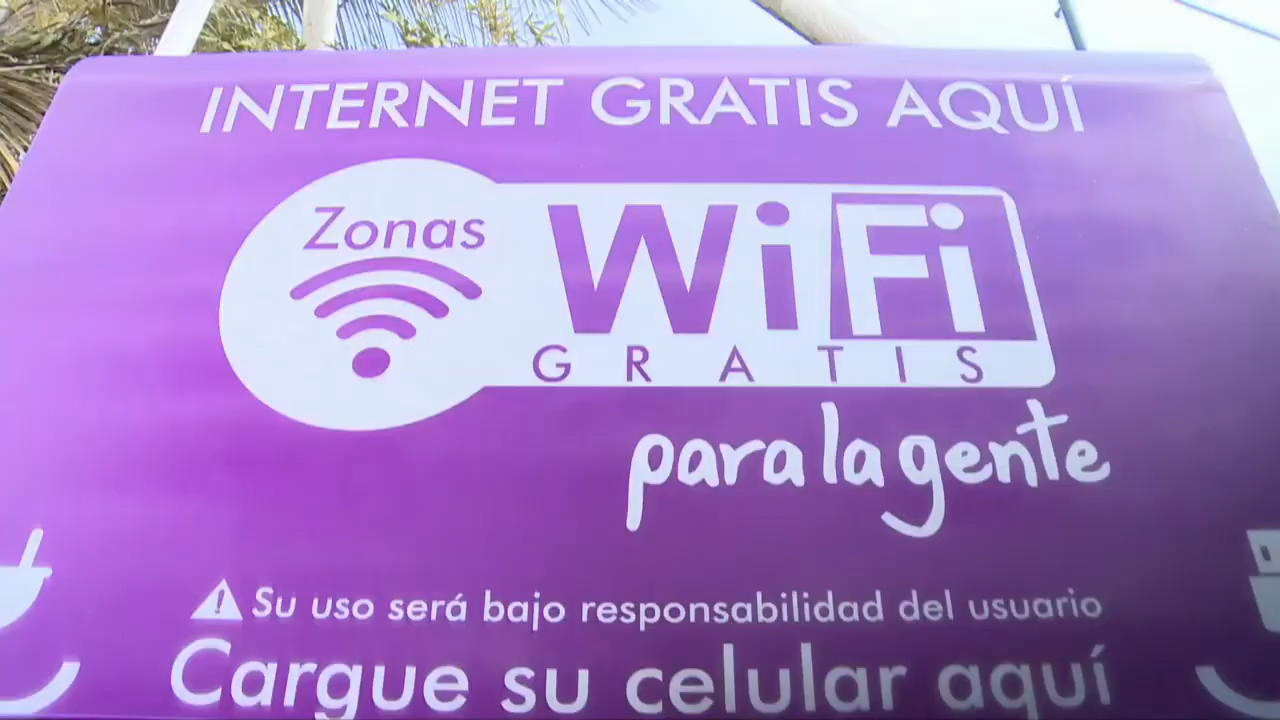 INTERNET GRATIS AQUÍ
Zonas
WiFi
GRATIS
para la gente
Su uso será bajo responsabilidad del usuario
Cargue su celular aquí